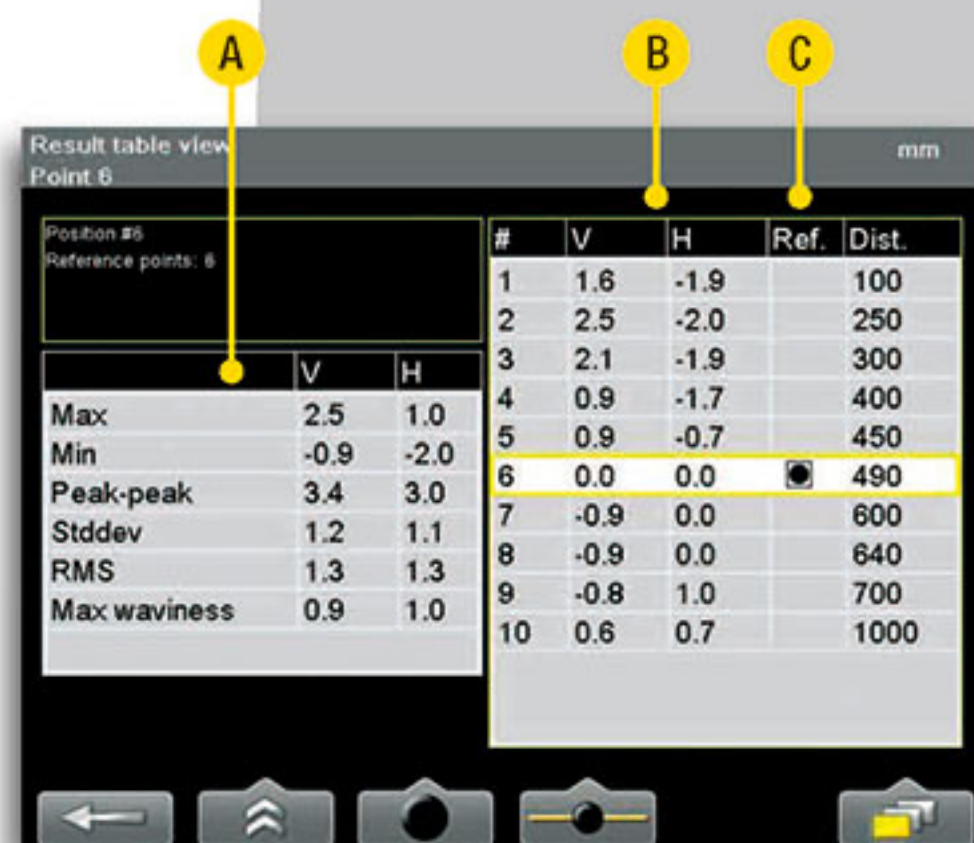 A B C
Result table view mm
Point 6
Position #6
Reference points: 6
V H
Max 2.5 1.0
Min -0.9 -2.0
Peak-peak 3.4 3.0
Stddev 1.2 1.1
RMS 1.3 1.3
Max waviness 0.9 1.0
# V H Ref. Dist.
1 1.6 -1.9 100
2 2.5 -2.0 250
3 2.1 -1.9 300
4 0.9 -1.7 400
5 0.9 -0.7 450
6 0.0 0.0 490
7 -0.9 0.0 600
8 -0.9 0.0 640
9 -0.8 1.0 700
10 0.6 0.7 1000